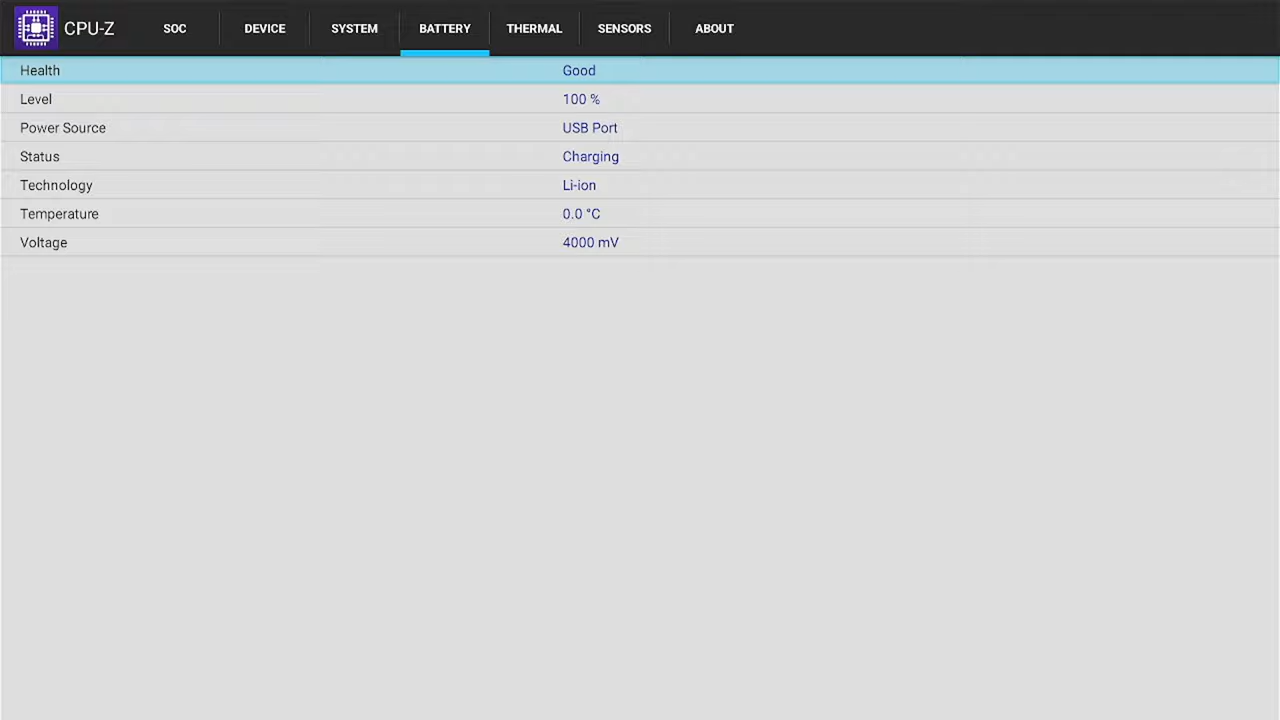 CPU-Z SOC DEVICE SYSTEM BATTERY THERMAL SENSORS ABOUT
Health Good
Level 100 %
Power Source USB Port
Status Charging
Technology Li-ion
Temperature 0.0 °C
Voltage 4000 mV